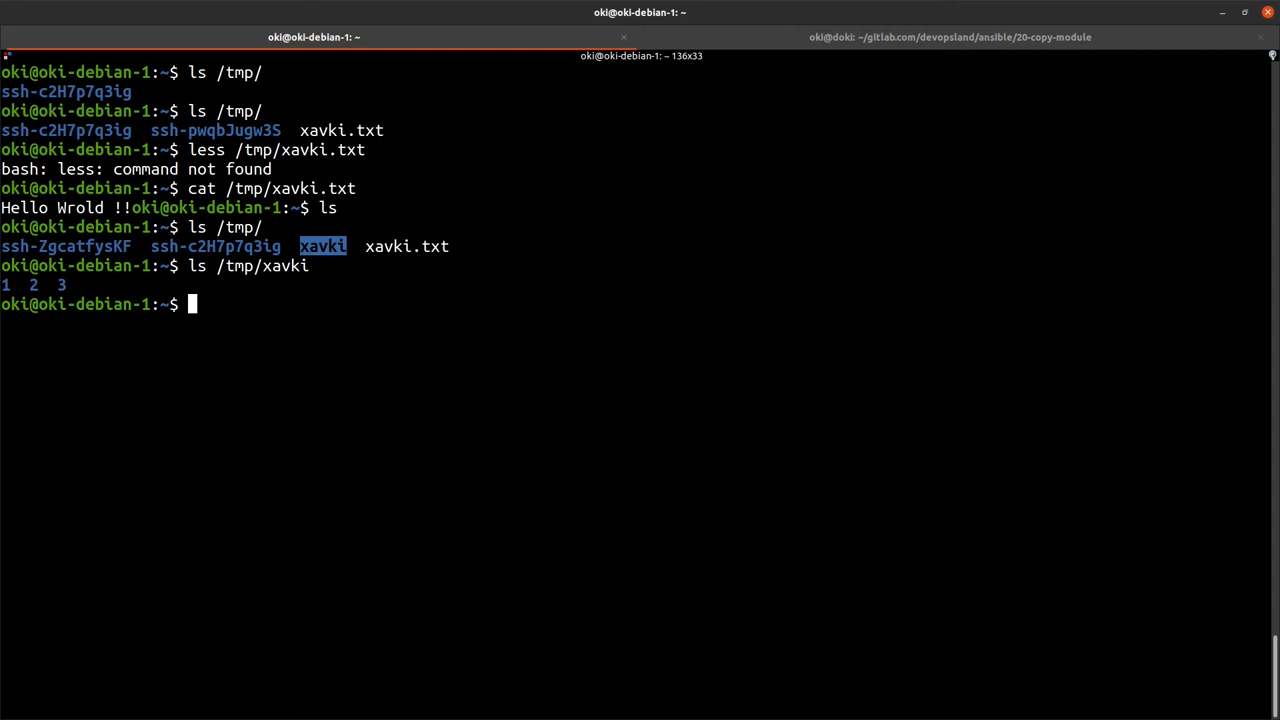 oki@oki-debian-1: ~
oki@oki-debian-1: ~ × oki@doki: ~/gitlab.com/devopsland/ansible/20-copy-module ×
oki@oki-debian-1: ~ 136x33
oki@oki-debian-1:~$ ls /tmp/
ssh-c2H7p7q3ig
oki@oki-debian-1:~$ ls /tmp/
ssh-c2H7p7q3ig  ssh-pwqbJugw3S  xavki.txt
oki@oki-debian-1:~$ less /tmp/xavki.txt
bash: less: command not found
oki@oki-debian-1:~$ cat /tmp/xavki.txt
Hello Wrold !!oki@oki-debian-1:~$ ls
oki@oki-debian-1:~$ ls /tmp/
ssh-ZgcatfysKF  ssh-c2H7p7q3ig  xavki  xavki.txt
oki@oki-debian-1:~$ ls /tmp/xavki
1  2  3
oki@oki-debian-1:~$